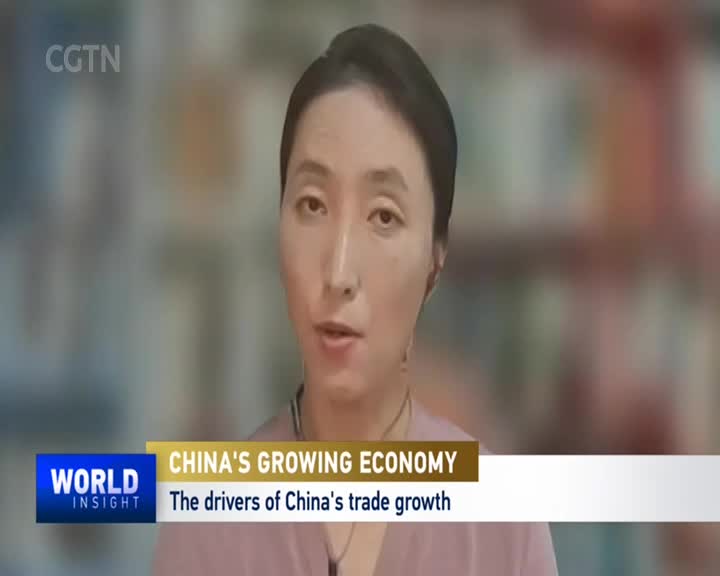 CGTN
CHINA'S GROWING ECONOMY
WORLD
INSIGHT
The drivers of China's trade growth